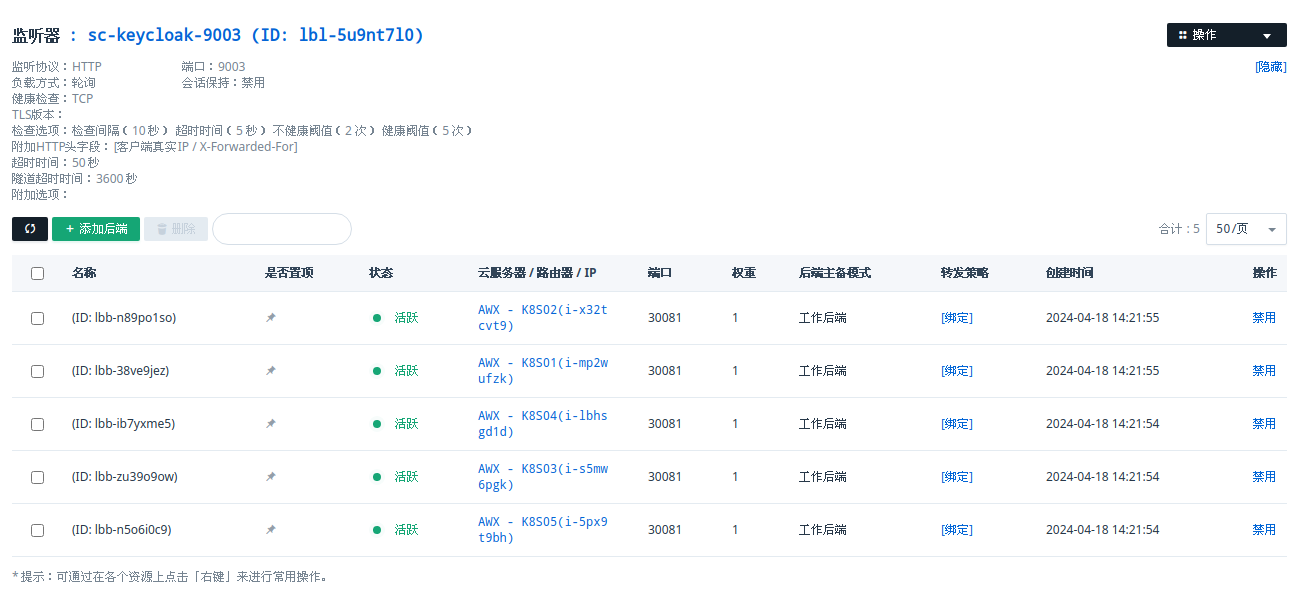 监听器 : sc-keycloak-9003 (ID: lbl-5u9nt7l0)
操作
监听协议：HTTP 端口：9003
[隐藏]
负载方式：轮询 会话保持：禁用
健康检查：TCP
TLS版本：
检查选项：检查间隔（10 秒） 超时时间（5 秒） 不健康阈值（2 次） 健康阈值（5 次）
附加HTTP头字段：[客户端真实 IP / X-Forwarded-For]
超时时间：50 秒
隧道超时时间：3600 秒
附加选项：
+ 添加后端 删除 合计：5 50/页
名称 是否置顶 状态 云服务器 / 路由器 / IP 端口 权重 后端主备模式 转发策略 创建时间 操作
(ID: lbb-n89po1so) 活跃 AWX - K8S02(i-x32t
cvt9) 30081 1 工作后端 [绑定] 2024-04-18 14:21:55 禁用
(ID: lbb-38ve9jez) 活跃 AWX - K8S01(i-mp2w
ufzk) 30081 1 工作后端 [绑定] 2024-04-18 14:21:55 禁用
(ID: lbb-ib7yxme5) 活跃 AWX - K8S04(i-lbhs
gd1d) 30081 1 工作后端 [绑定] 2024-04-18 14:21:54 禁用
(ID: lbb-zu39o9ow) 活跃 AWX - K8S03(i-s5mw
6pgk) 30081 1 工作后端 [绑定] 2024-04-18 14:21:54 禁用
(ID: lbb-n5o6i0c9) 活跃 AWX - K8S05(i-5px9
t9bh) 30081 1 工作后端 [绑定] 2024-04-18 14:21:54 禁用
* 提示：可通过在各个资源上点击「右键」来进行常用操作。